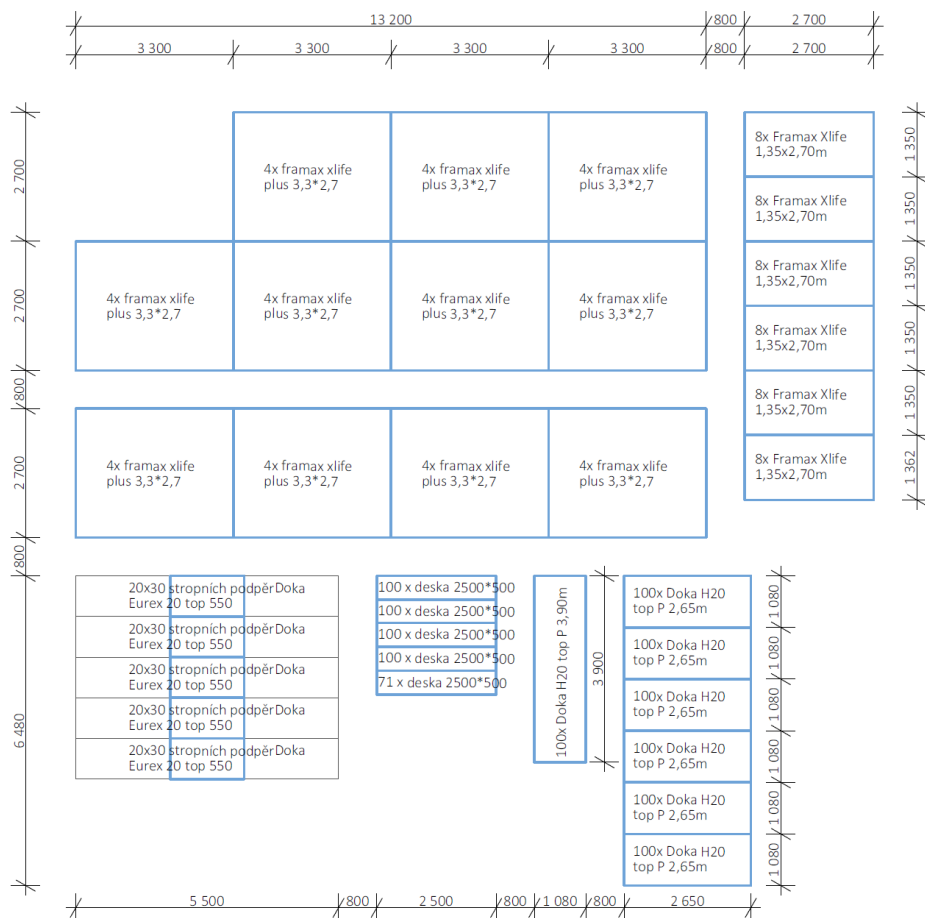 13 200
800
2 700
3 300
3 300
3 300
3 300
800
2 700
2 700
2 700
800
2 700
800
6 480
4x framax xlife
plus 3,3*2,7
4x framax xlife
plus 3,3*2,7
4x framax xlife
plus 3,3*2,7
4x framax xlife
plus 3,3*2,7
4x framax xlife
plus 3,3*2,7
4x framax xlife
plus 3,3*2,7
4x framax xlife
plus 3,3*2,7
4x framax xlife
plus 3,3*2,7
4x framax xlife
plus 3,3*2,7
4x framax xlife
plus 3,3*2,7
4x framax xlife
plus 3,3*2,7
8x Framax Xlife
1,35x2,70m
8x Framax Xlife
1,35x2,70m
8x Framax Xlife
1,35x2,70m
8x Framax Xlife
1,35x2,70m
8x Framax Xlife
1,35x2,70m
8x Framax Xlife
1,35x2,70m
1 350
1 350
1 350
1 350
1 350
1 362
20x30 stropních podpěr Doka
Eurex 20 top 550
20x30 stropních podpěr Doka
Eurex 20 top 550
20x30 stropních podpěr Doka
Eurex 20 top 550
20x30 stropních podpěr Doka
Eurex 20 top 550
20x30 stropních podpěr Doka
Eurex 20 top 550
100 x deska 2500*500
100 x deska 2500*500
100 x deska 2500*500
100 x deska 2500*500
71 x deska 2500*500
100x Doka H20 top P 3,90m
3 900
100x Doka H20
top P 2,65m
100x Doka H20
top P 2,65m
100x Doka H20
top P 2,65m
100x Doka H20
top P 2,65m
100x Doka H20
top P 2,65m
100x Doka H20
top P 2,65m
1 080
1 080
1 080
1 080
1 080
1 080
5 500
800
2 500
800
1 080
800
2 650